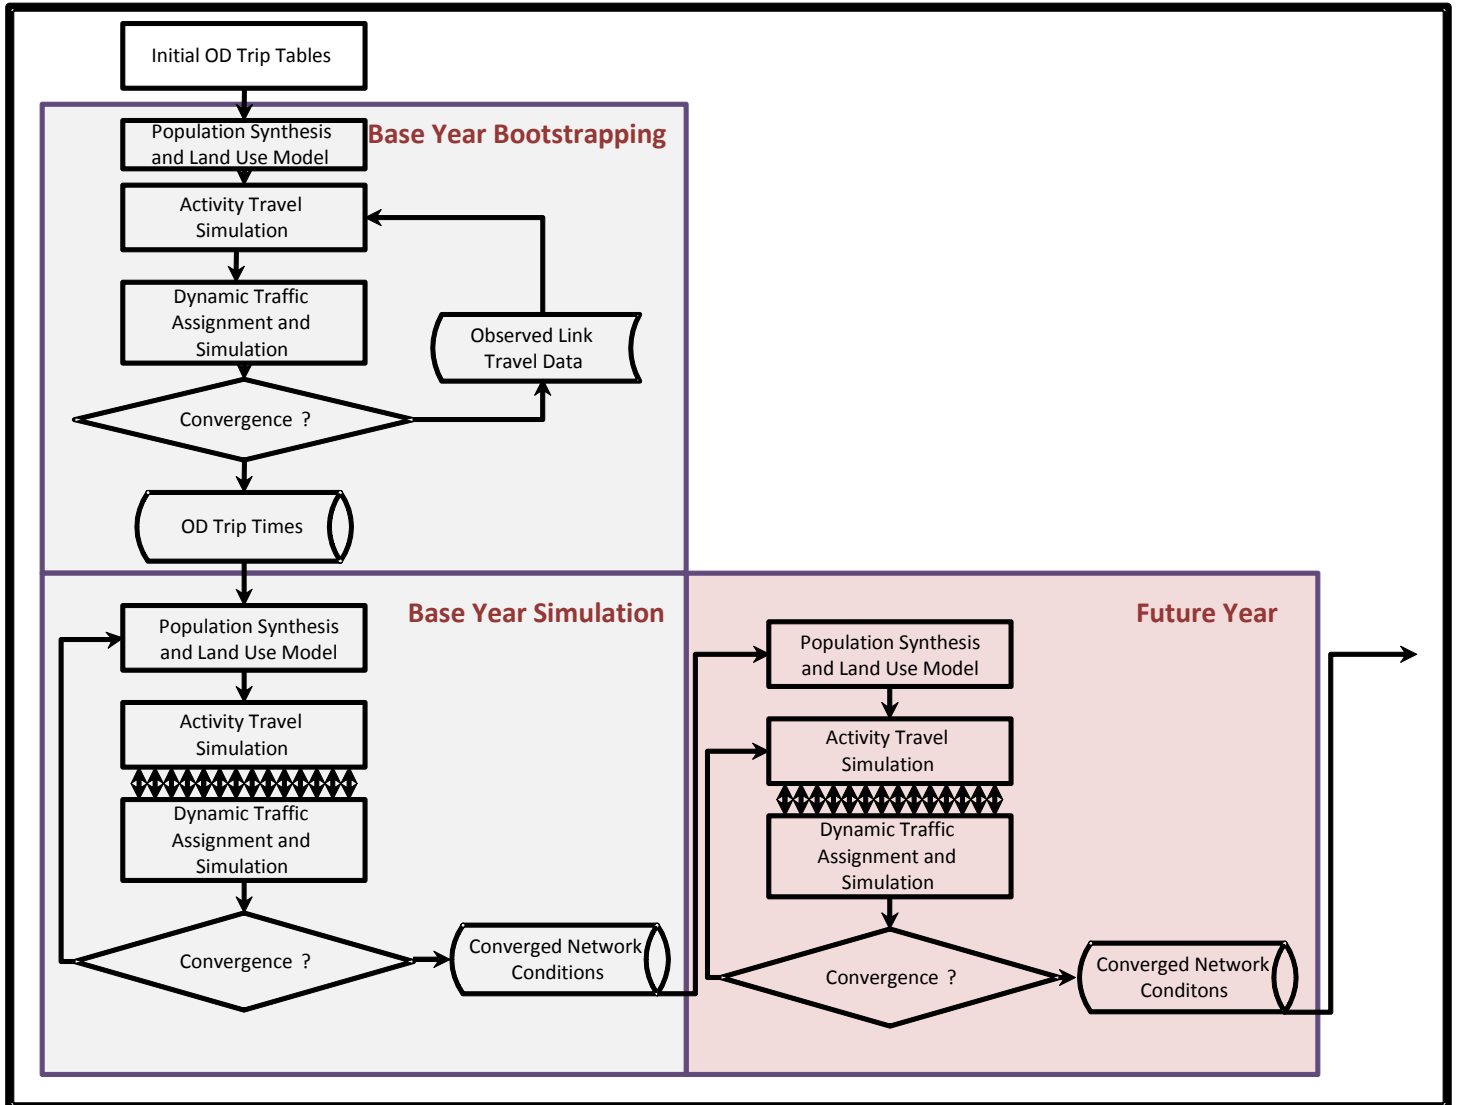 Initial OD Trip Tables
Base Year Bootstrapping
Population Synthesis
and Land Use Model
Activity Travel
Simulation
Dynamic Traffic
Assignment and
Simulation
Observed Link
Travel Data
Convergence ?
OD Trip Times
Base Year Simulation
Population Synthesis
and Land Use Model
Activity Travel
Simulation
Dynamic Traffic
Assignment and
Simulation
Convergence ?
Converged Network
Conditions
Future Year
Population Synthesis
and Land Use Model
Activity Travel
Simulation
Dynamic Traffic
Assignment and
Simulation
Convergence ?
Converged Network
Conditons